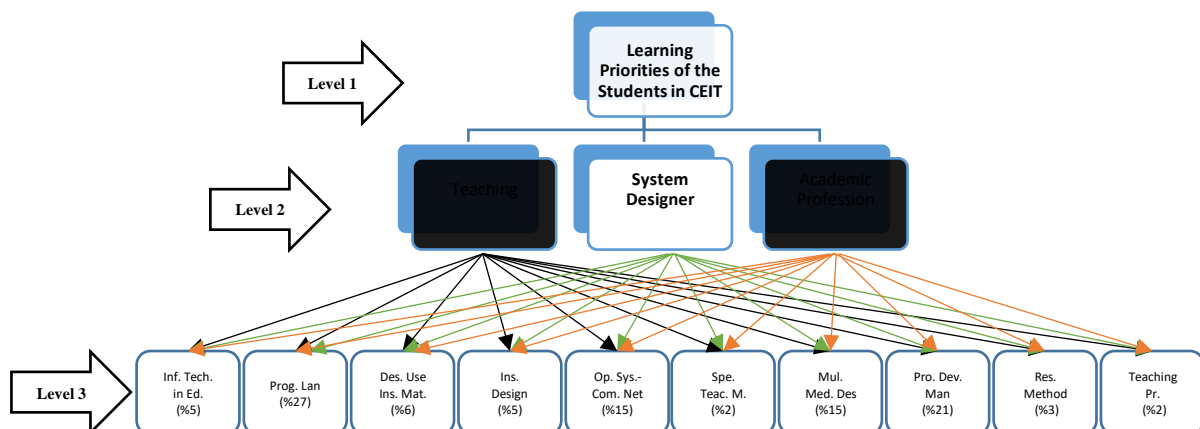 Learning
Priorities of the
Students in CEIT
Level 1
Teaching
System
Designer
Academic
Profession
Level 2
Level 3
Inf. Tech.
in Ed.
(%5)
Prog. Lan
(%27)
Des. Use
Ins. Mat.
(%6)
Ins.
Design
(%5)
Op. Sys.-
Com. Net
(%15)
Spe.
Teac. M.
(%2)
Mul.
Med. Des
(%15)
Pro. Dev.
Man
(%21)
Res.
Method
(%3)
Teaching
Pr.
(%2)